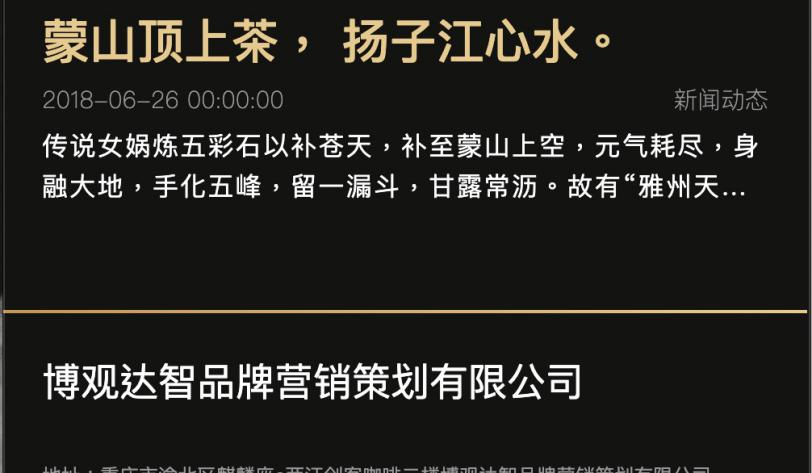 蒙山顶上茶， 扬子江心水。
2018-06-26 00:00:00 新闻动态
传说女娲炼五彩石以补苍天，补至蒙山上空，元气耗尽，身
融大地，手化五峰，留一漏斗，甘露常沥。故有“雅州天...
博观达智品牌营销策划有限公司